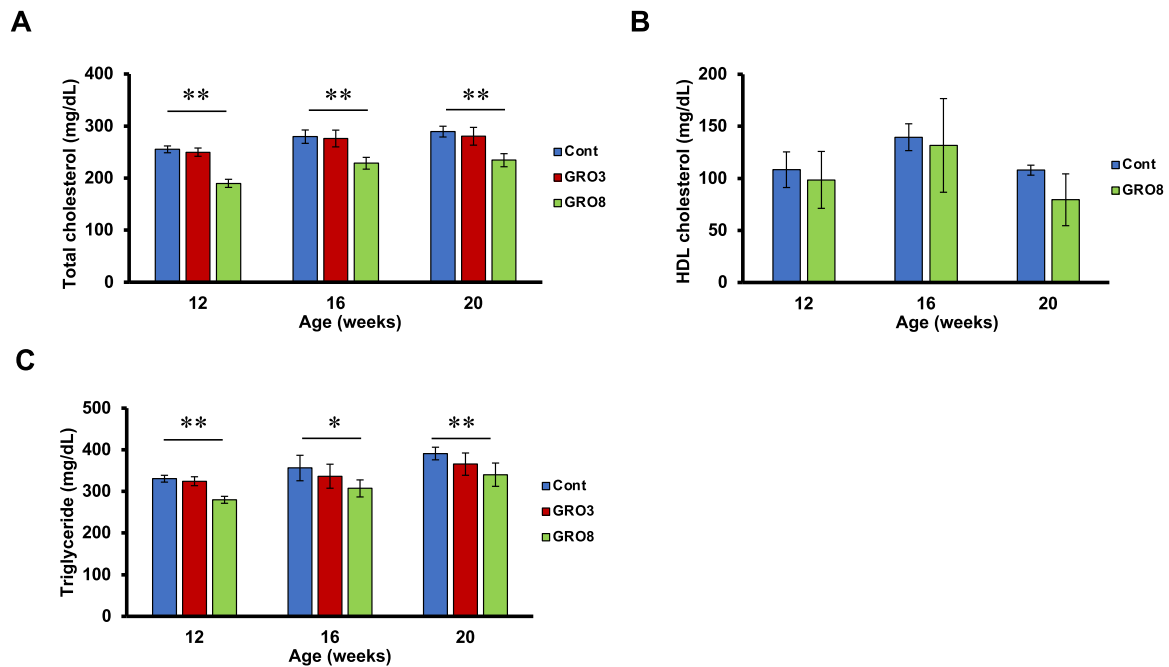 A
Total cholesterol (mg/dL)
400
300
200
100
0
** ** **
12 16 20
Age (weeks)
Cont
GRO3
GRO8
B
HDL cholesterol (mg/dL)
200
150
100
50
0
12 16 20
Age (weeks)
Cont
GRO8
C
Triglyceride (mg/dL)
500
400
300
200
100
0
** * **
12 16 20
Age (weeks)
Cont
GRO3
GRO8